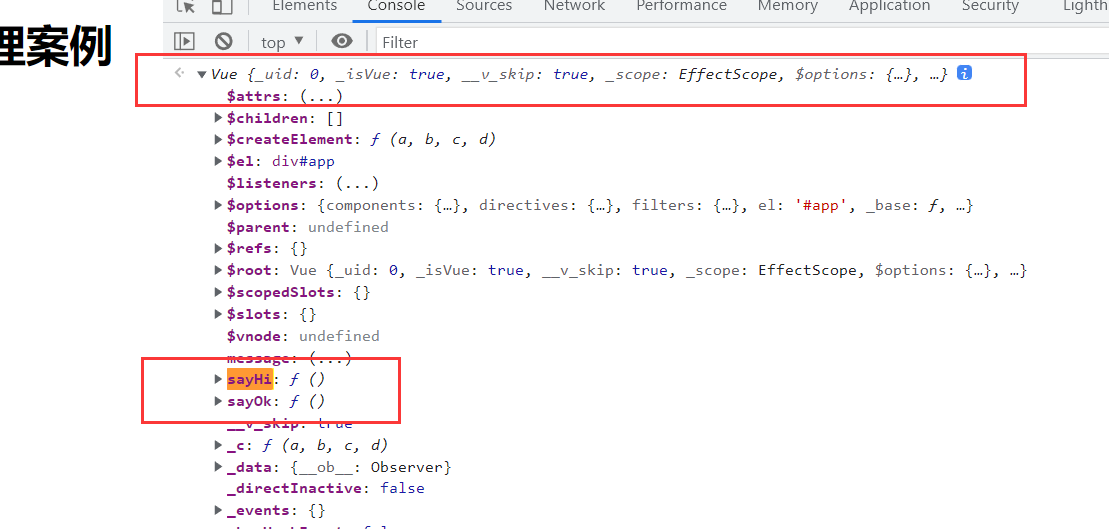 理案例
Elements Console Sources Network Performance Memory Application Security Lighth
top ▼ Filter
Vue {_uid: 0, _isVue: true, __v_skip: true, _scope: EffectScope, $options: {…}, …} i
$attrs: (...)
$children: []
$createElement: ƒ (a, b, c, d)
$el: div#app
$listeners: (...)
$options: {components: {…}, directives: {…}, filters: {…}, el: '#app', _base: ƒ, …}
$parent: undefined
$refs: {}
$root: Vue {_uid: 0, _isVue: true, __v_skip: true, _scope: EffectScope, $options: {…}, …}
$scopedSlots: {}
$slots: {}
$vnode: undefined
message: (...)
sayHi: ƒ ()
sayOk: ƒ ()
__v_skip: true
_c: ƒ (a, b, c, d)
_data: {__ob__: Observer}
_directInactive: false
_events: {}